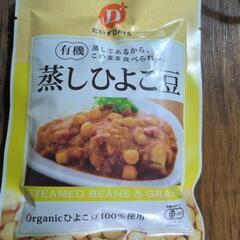 D
だいずDAYS
有機
蒸してあるから、
このまま食べられる。
蒸しひよこ豆
STEAMED BEANS & GRAI
Organicひよこ豆100%使用
JAS